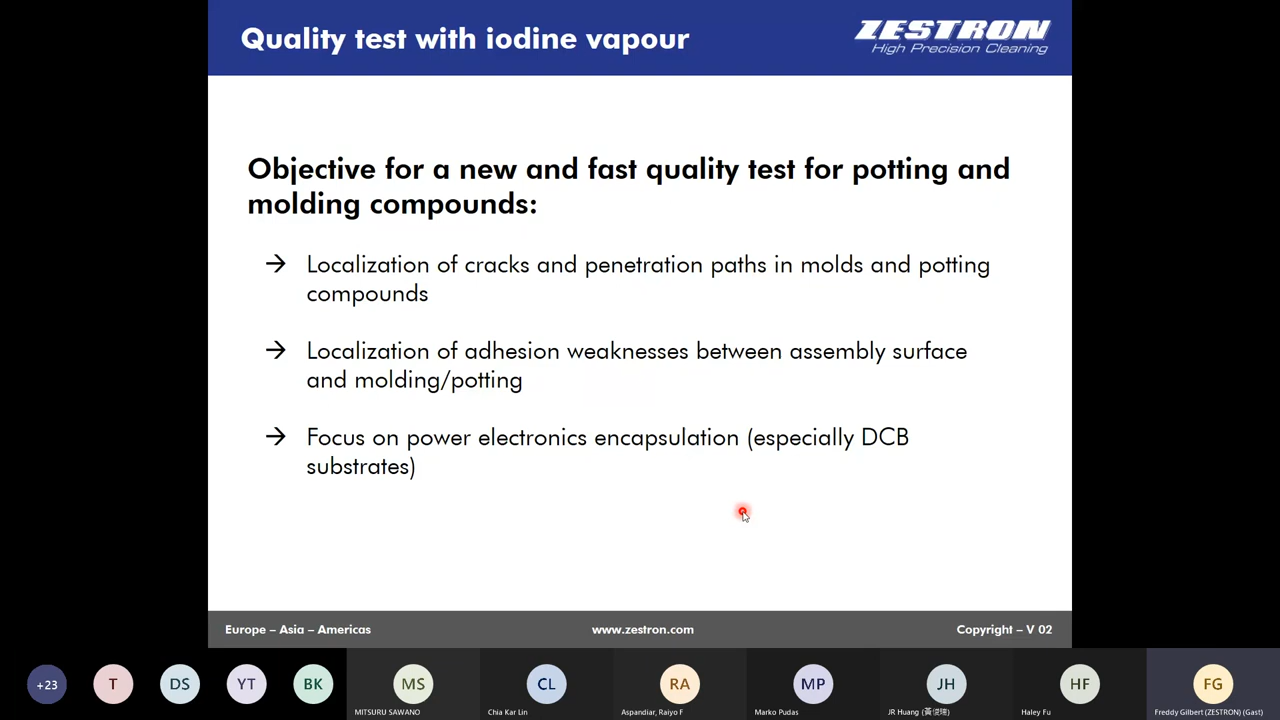 Quality test with iodine vapour
ZESTRON
High Precision Cleaning
Objective for a new and fast quality test for potting and
molding compounds:
→ Localization of cracks and penetration paths in molds and potting
compounds
→ Localization of adhesion weaknesses between assembly surface
and molding/potting
→ Focus on power electronics encapsulation (especially DCB
substrates)
Europe – Asia – Americas
www.zestron.com
Copyright – V 02
+23
T
DS
YT
BK
MS
CL
RA
MP
JH
HF
FG
MITSURU SAWANO
Chia Kar Lin
Aspandiar, Raiyo F
Marko Pudas
JR Huang
Haley Fu
Freddy Gilbert (ZESTRON) (Gast)